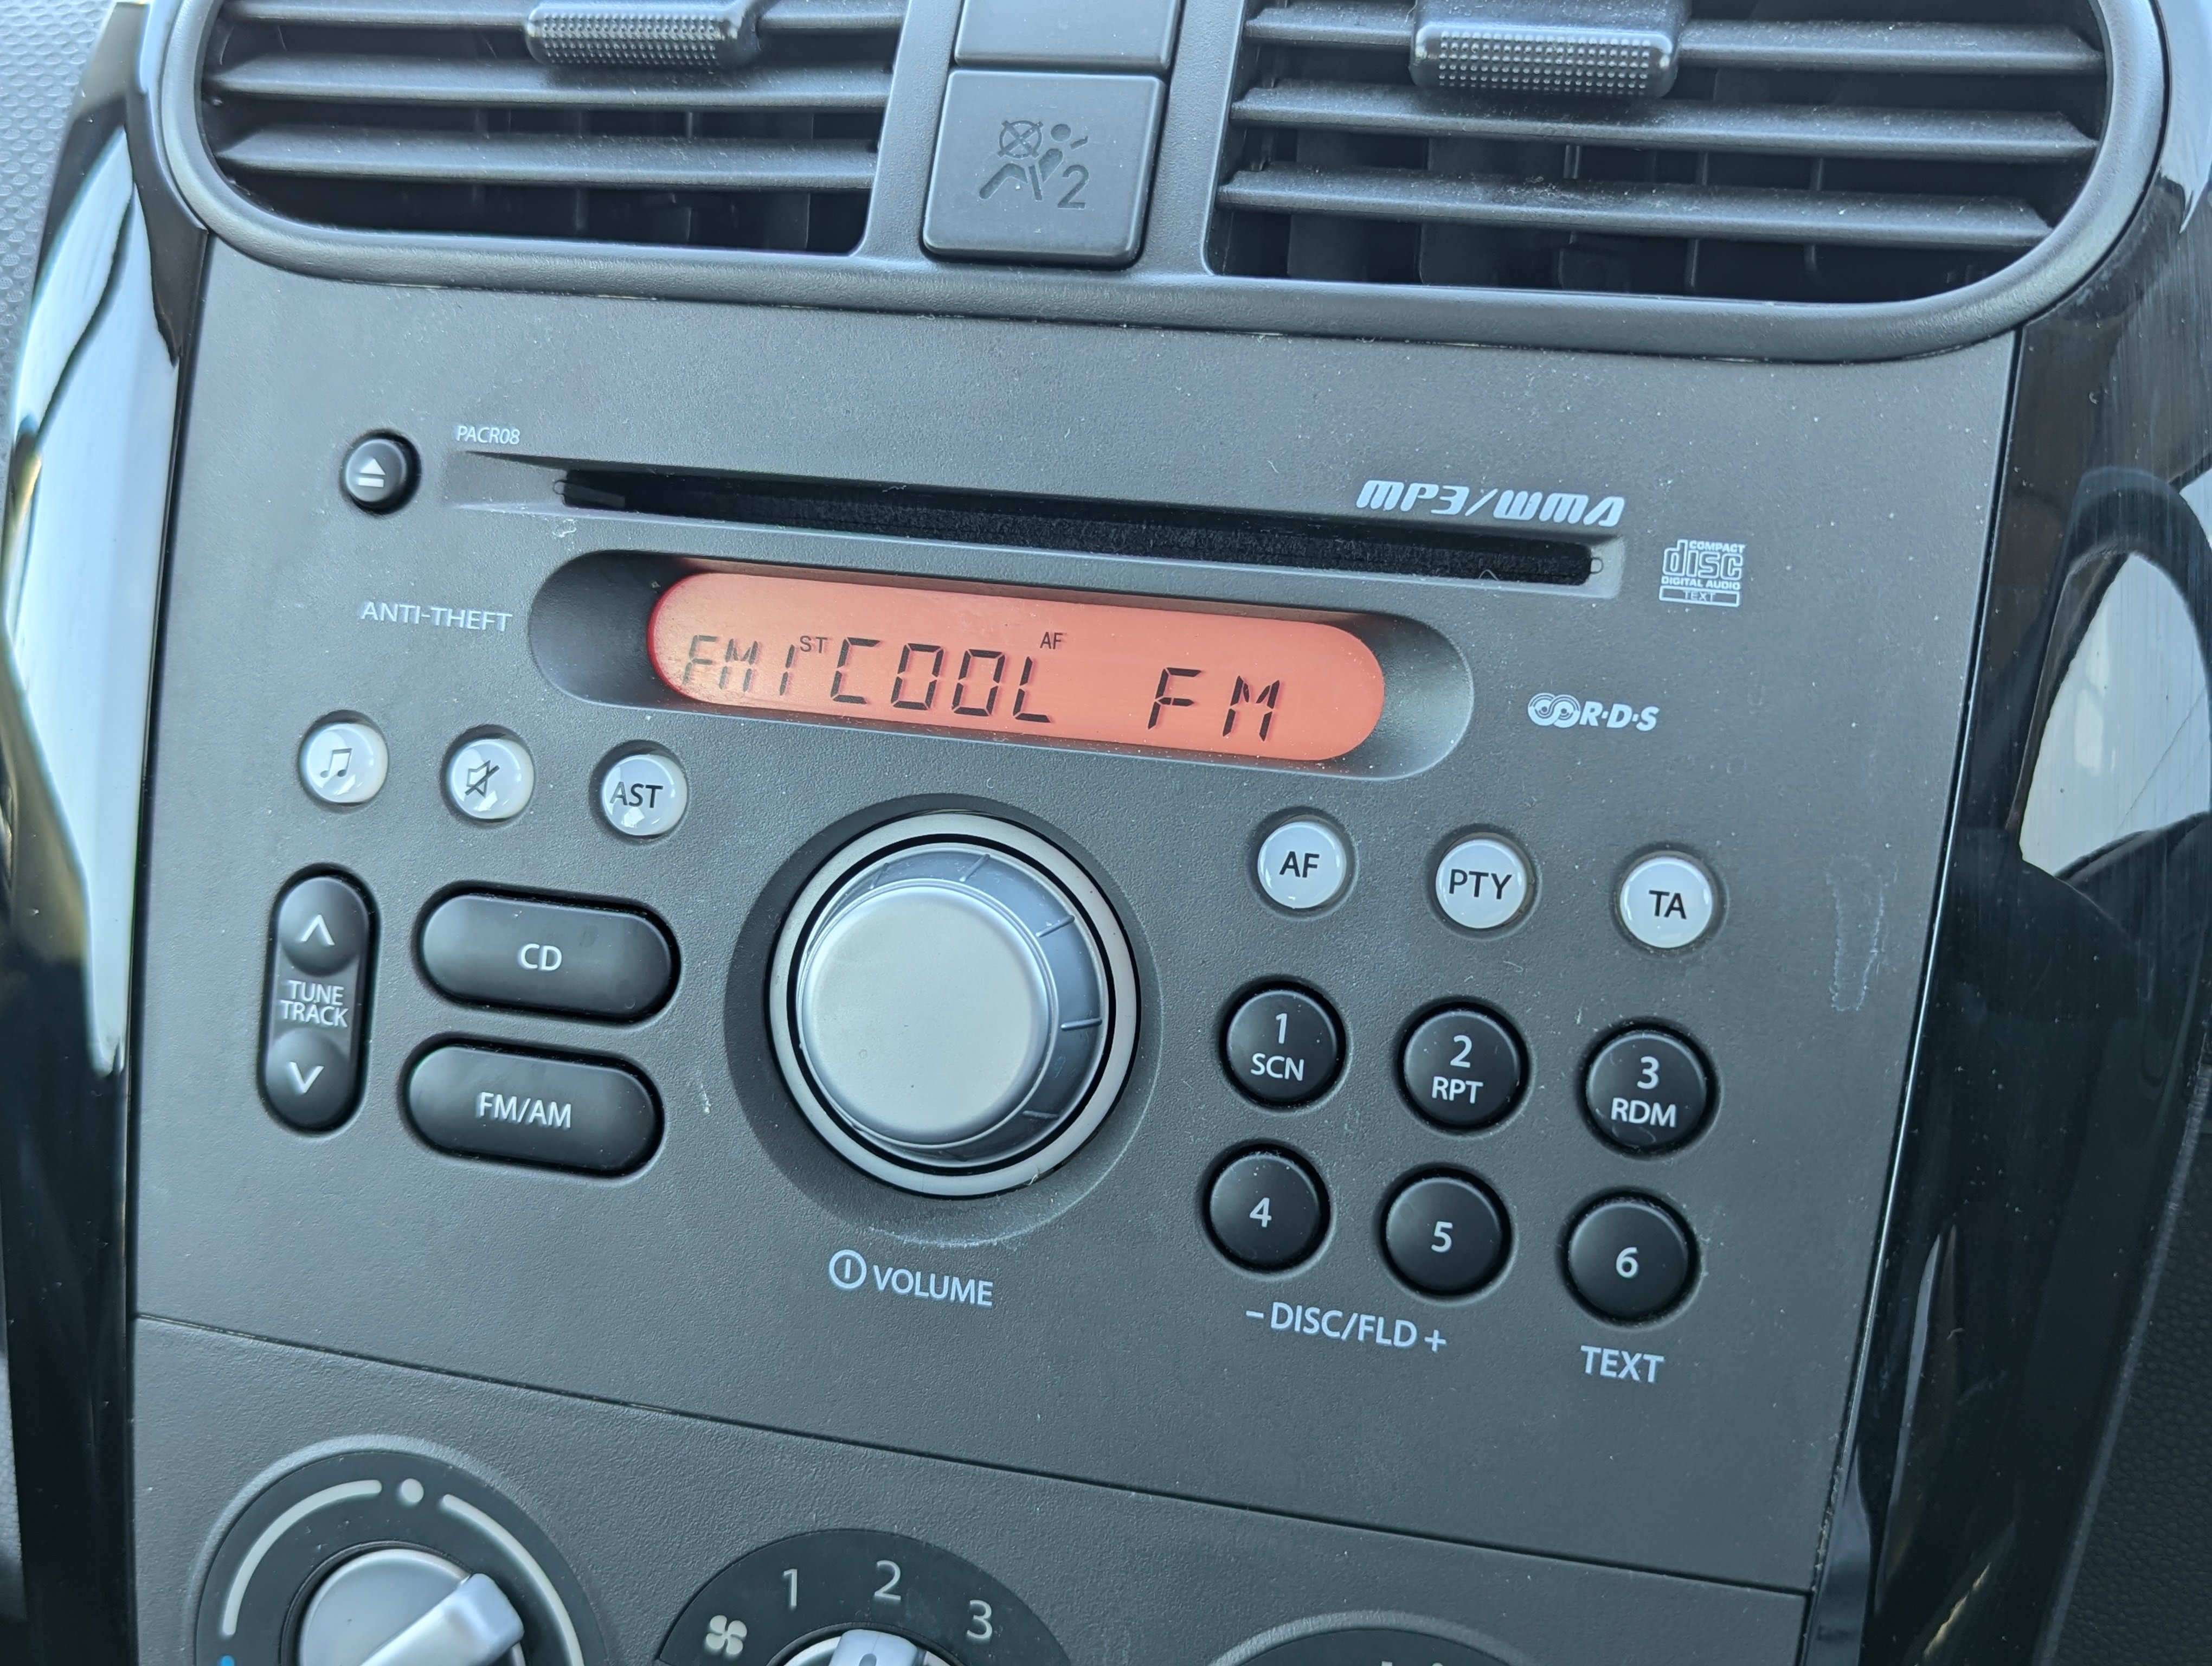 2
PACR08
MP3/WMA
COMPACT
disc
DIGITAL AUDIO
TEXT
ANTI-THEFT
FM1 ST COOL AF FM
R·D·S
AST
AF
PTY
TA
CD
TUNE
TRACK
FM/AM
1
SCN
2
RPT
3
RDM
4
5
6
VOLUME
– DISC/FLD +
TEXT
1 2 3